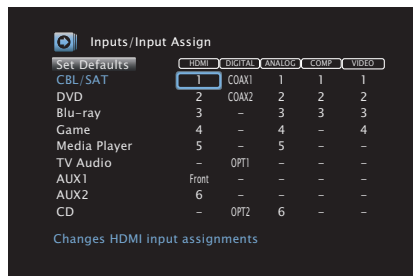 Inputs/Input Assign
Set Defaults HDMI DIGITAL ANALOG COMP VIDEO
CBL/SAT 1 COAX1 1 1 1
DVD 2 COAX2 2 2 2
Blu-ray 3 – 3 3 3
Game 4 – 4 – 4
Media Player 5 – 5 – –
TV Audio – OPT1 – – –
AUX1 Front – – – –
AUX2 6 – – – –
CD – OPT2 6 – –
Changes HDMI input assignments